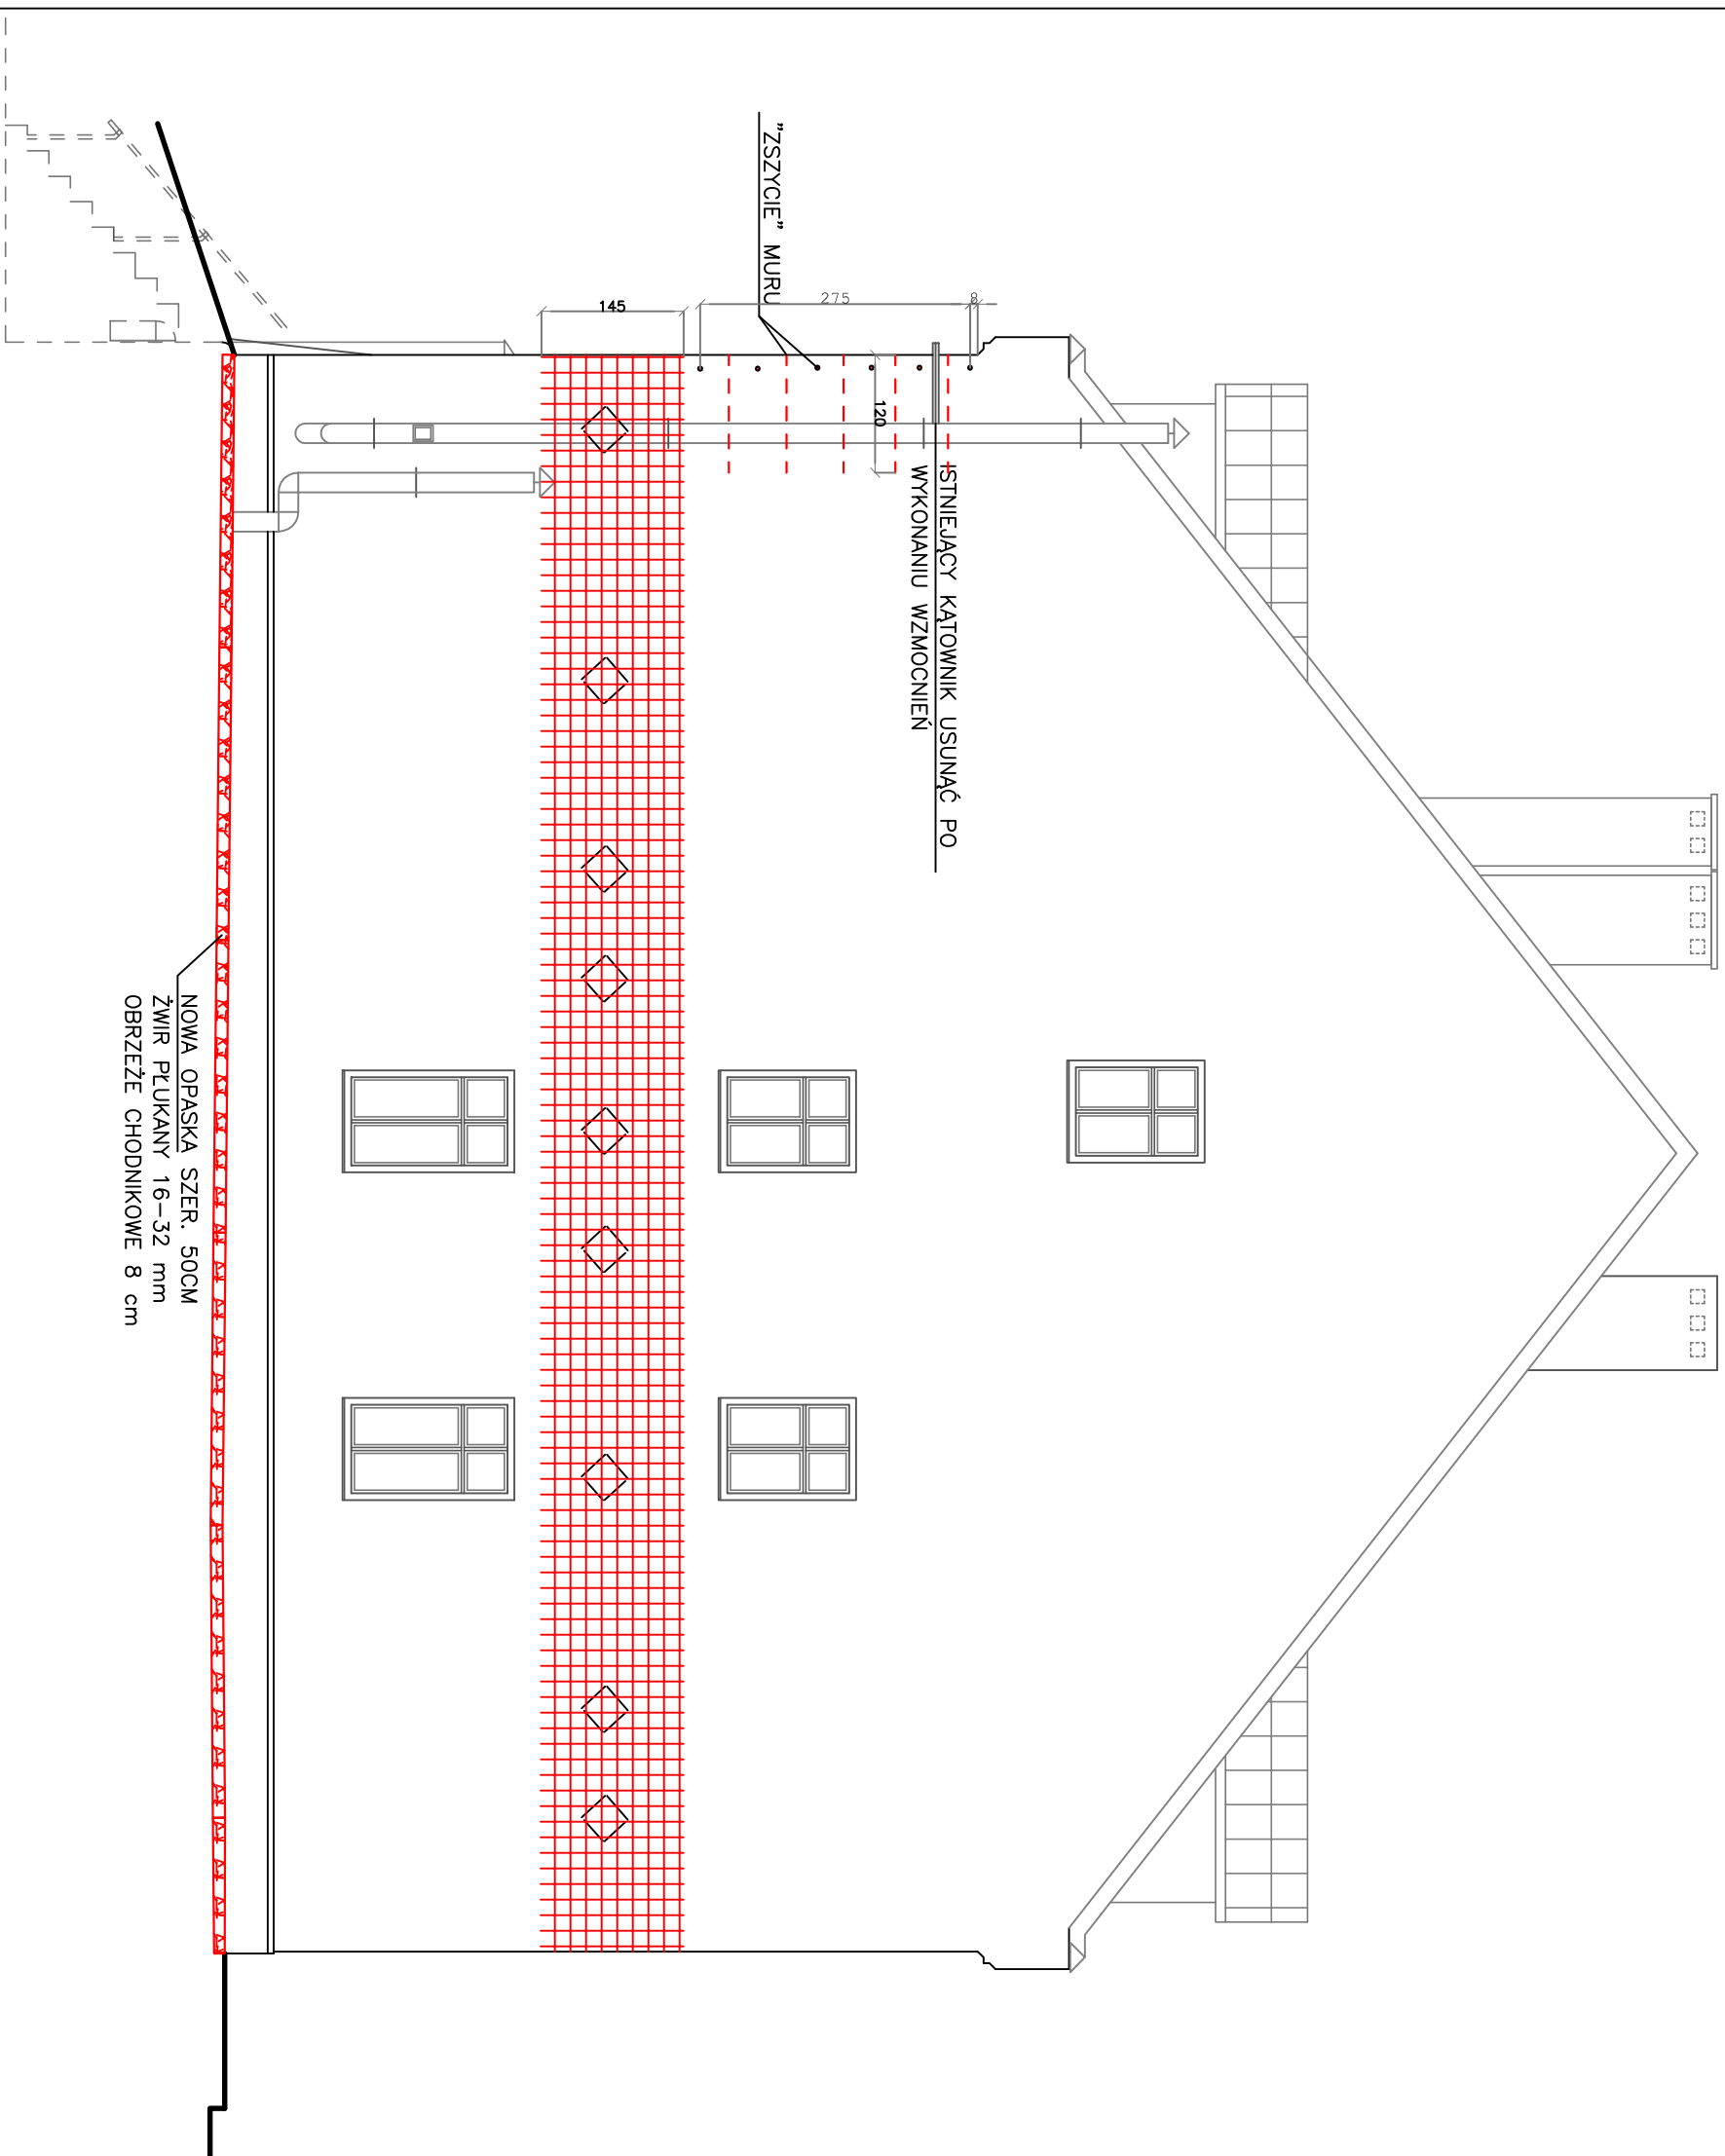 "ZSZYCIE" MURU
8
275
145
120
ISTNIEJĄCY KĄTOWNIK USUNĄĆ PO
WYKONANIU WZMOCNIEŃ
NOWA OPASKA SZER. 50CM
ŻWIR PŁUKANY 16-32 mm
OBRZEŻE CHODNIKOWE 8 cm